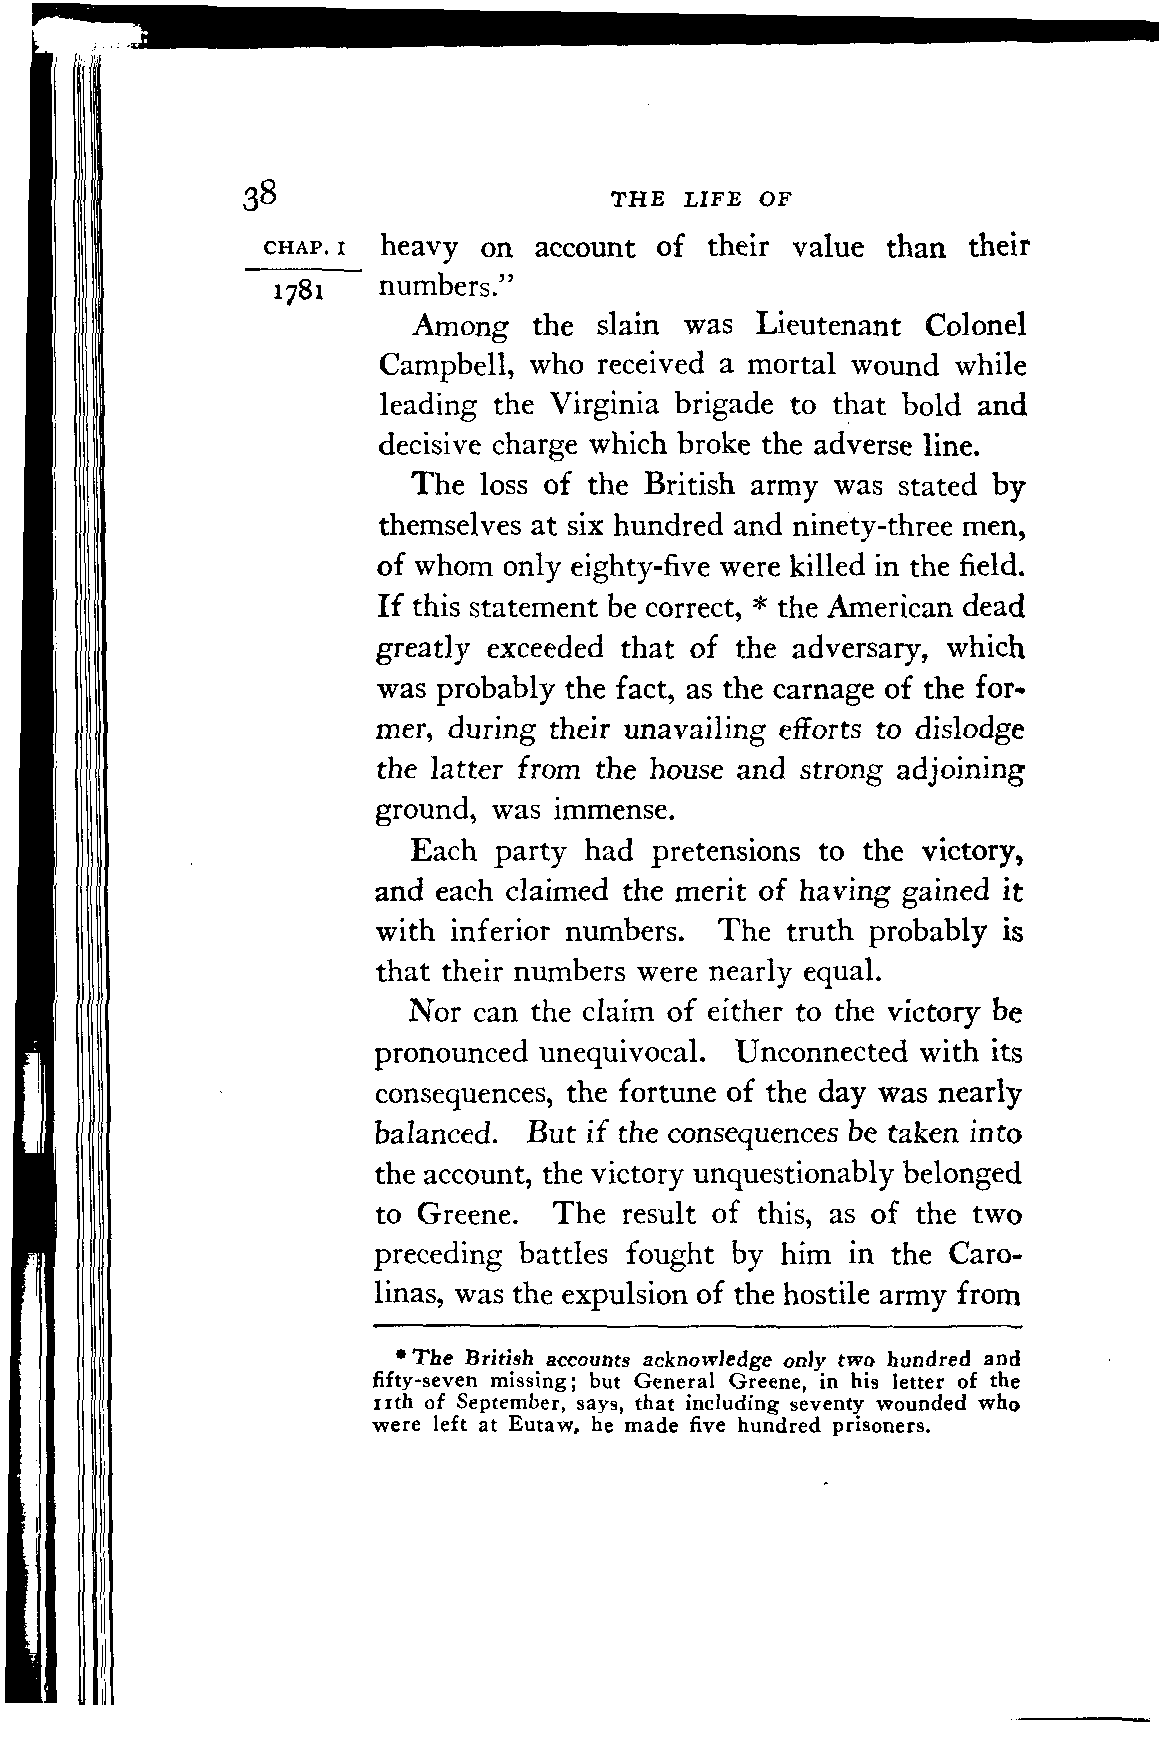 38 THE LIFE OF
CHAP. I heavy on account of their value than their
1781 numbers."
Among the slain was Lieutenant Colonel
Campbell, who received a mortal wound while
leading the Virginia brigade to that bold and
decisive charge which broke the adverse line.
The loss of the British army was stated by
themselves at six hundred and ninety-three men,
of whom only eighty-five were killed in the field.
If this statement be correct, * the American dead
greatly exceeded that of the adversary, which
was probably the fact, as the carnage of the for-
mer, during their unavailing efforts to dislodge
the latter from the house and strong adjoining
ground, was immense.
Each party had pretensions to the victory,
and each claimed the merit of having gained it
with inferior numbers. The truth probably is
that their numbers were nearly equal.
Nor can the claim of either to the victory be
pronounced unequivocal. Unconnected with its
consequences, the fortune of the day was nearly
balanced. But if the consequences be taken into
the account, the victory unquestionably belonged
to Greene. The result of this, as of the two
preceding battles fought by him in the Caro-
linas, was the expulsion of the hostile army from
* The British accounts acknowledge only two hundred and
fifty-seven missing; but General Greene, in his letter of the
11th of September, says, that including seventy wounded who
were left at Eutaw, he made five hundred prisoners.